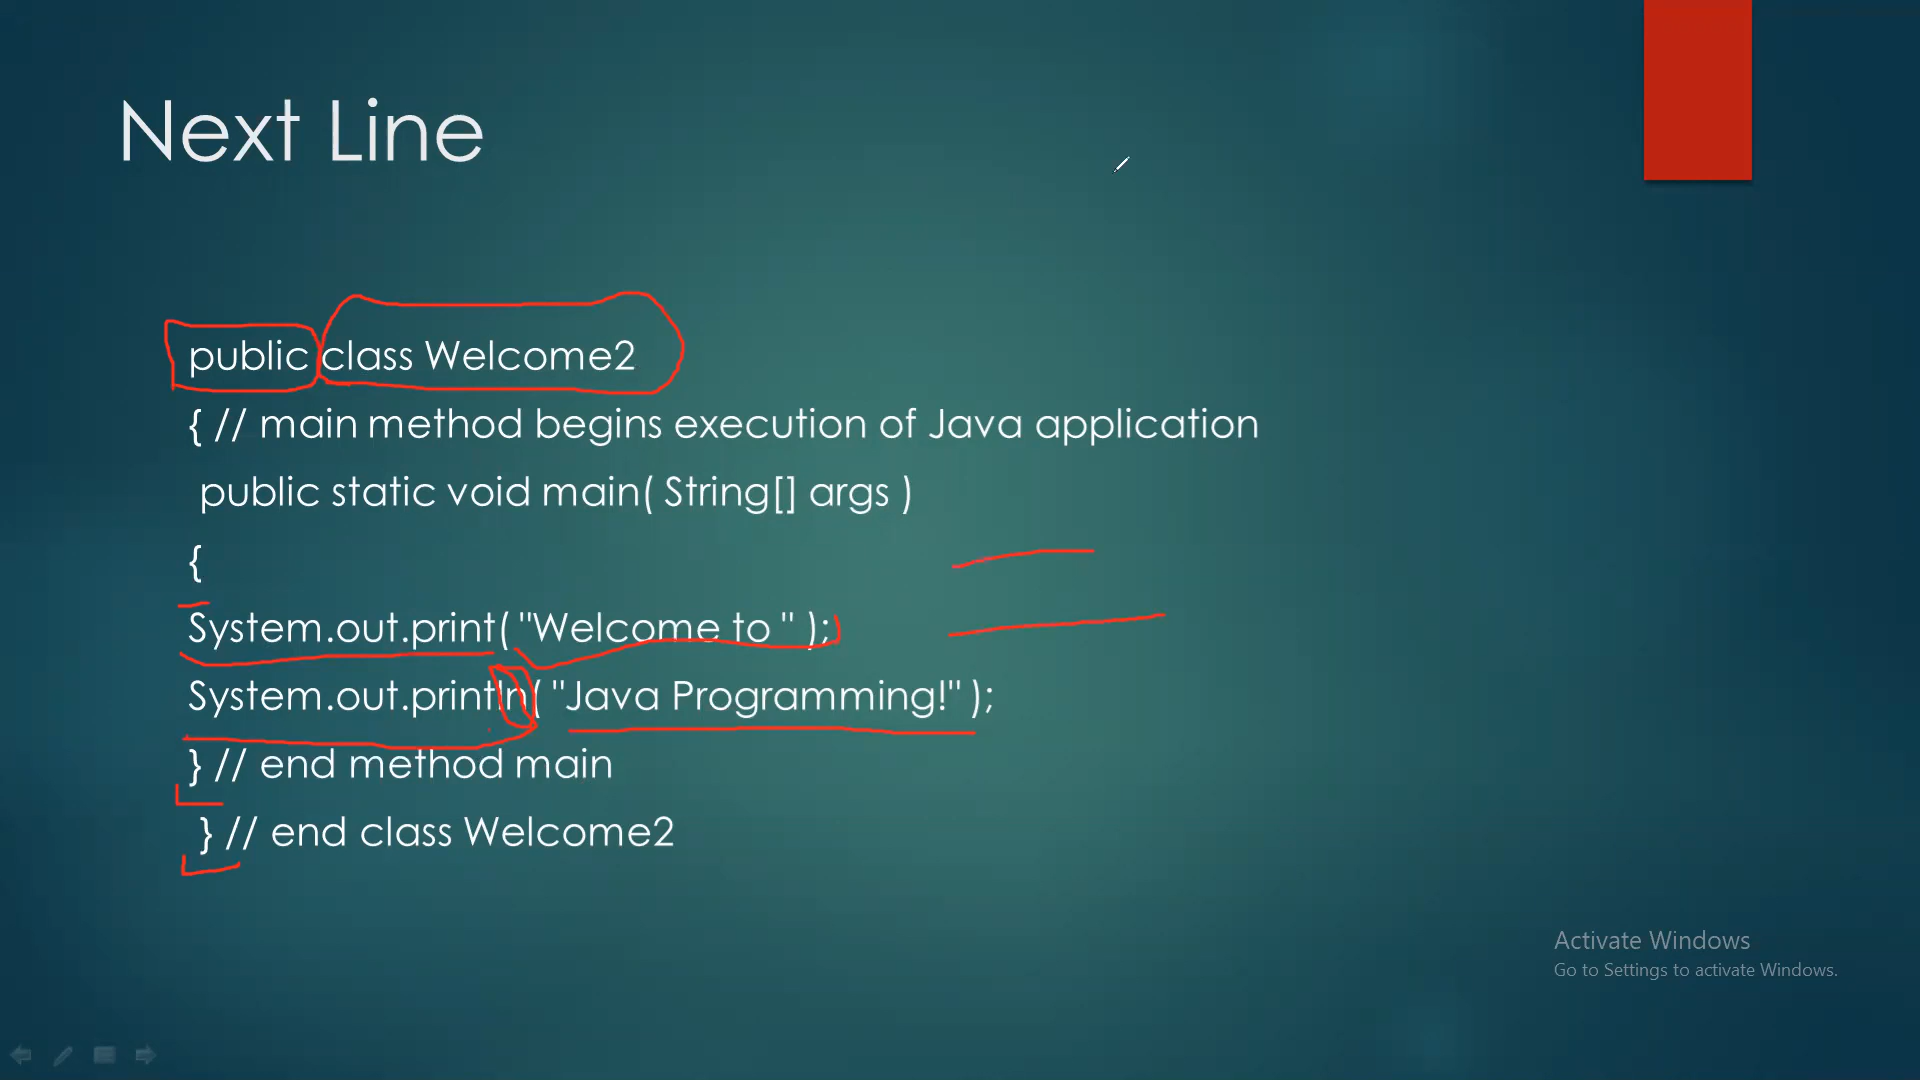 Next Line
public class Welcome2
{ // main method begins execution of Java application
public static void main( String[] args )
{
System.out.print( "Welcome to " );
System.out.println( "Java Programming!" );
} // end method main
} // end class Welcome2
Activate Windows
Go to Settings to activate Windows.